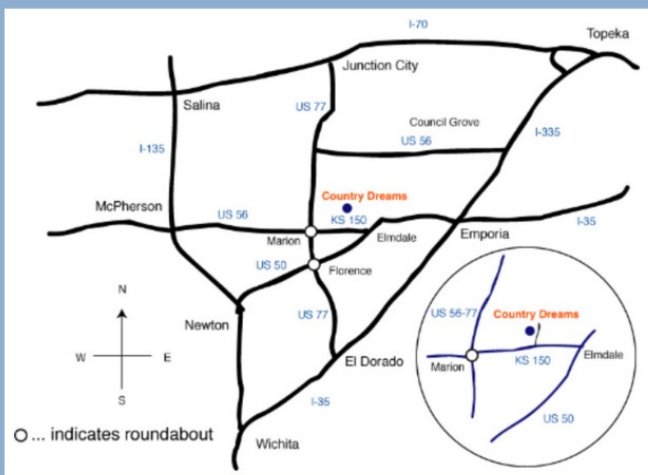 I-70
Topeka
Junction City
Salina
US 77
Council Grove
US 56
I-335
I-135
Country Dreams
McPherson
US 56
KS 150
I-35
Marion
Elmdale
Emporia
US 50
Florence
N
US 56-77
Country Dreams
Newton
US 77
W
E
El Dorado
Marion
KS 150
Elmdale
S
I-35
US 50
O ... indicates roundabout
Wichita